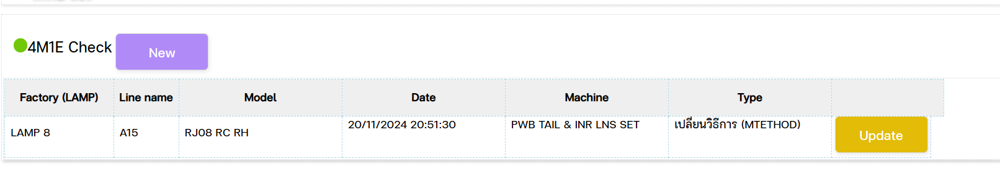 4M1E Check New
Factory (LAMP) Line name Model Date Machine Type
LAMP 8 A15 RJ08 RC RH 20/11/2024 20:51:30 PWB TAIL & INR LNS SET เปลี่ยนวิธีการ (MTETHOD) Update